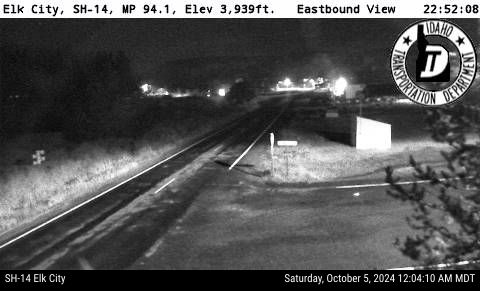 Elk City, SH-14, MP 94.1, Elev 3,939ft. Eastbound View 22:52:08
IDAHO
TRANSPORTATION DEPARTMENT
SH-14 Elk City
Saturday, October 5, 2024 12:04:10 AM MDT